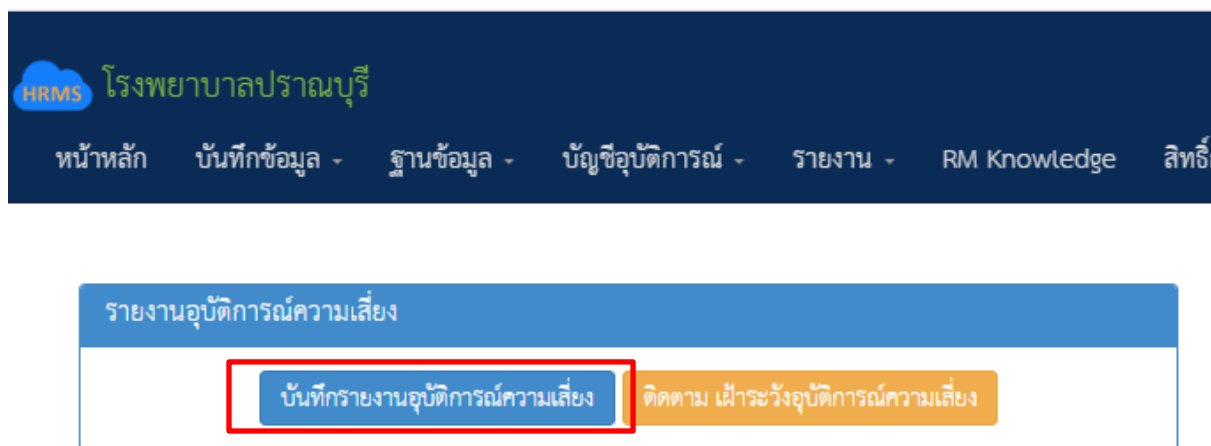 HRMS โรงพยาบาลปราณบุรี
หน้าหลัก บันทึกข้อมูล ฐานข้อมูล บัญชีอุบัติการณ์ รายงาน RM Knowledge สิทธิ์
รายงานอุบัติการณ์ความเสี่ยง
บันทึกรายงานอุบัติการณ์ความเสี่ยง ติดตาม เฝ้าระวังอุบัติการณ์ความเสี่ยง